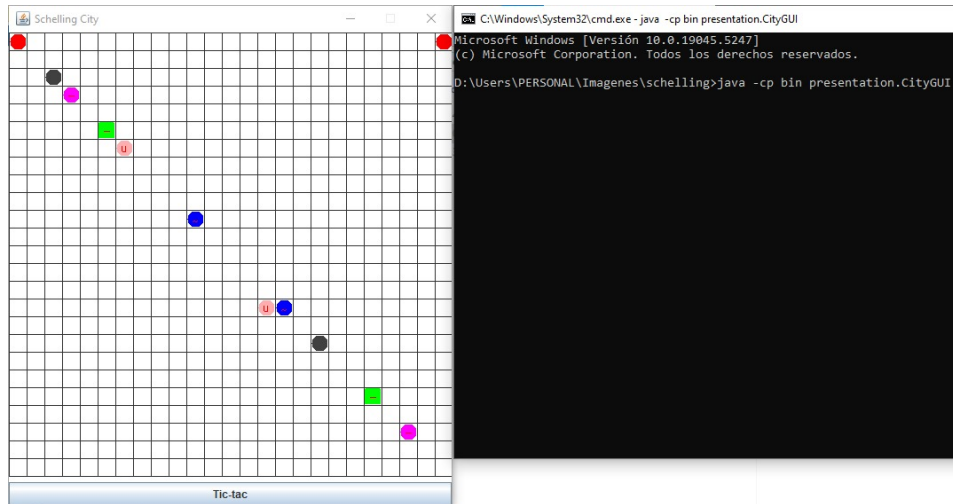 Schelling City
–
u
u
–
Tic-tac
C:\Windows\System32\cmd.exe - java -cp bin presentation.CityGUI
Microsoft Windows [Versión 10.0.19045.5247]
(c) Microsoft Corporation. Todos los derechos reservados.
D:\Users\PERSONAL\Imagenes\schelling>java -cp bin presentation.CityGUI